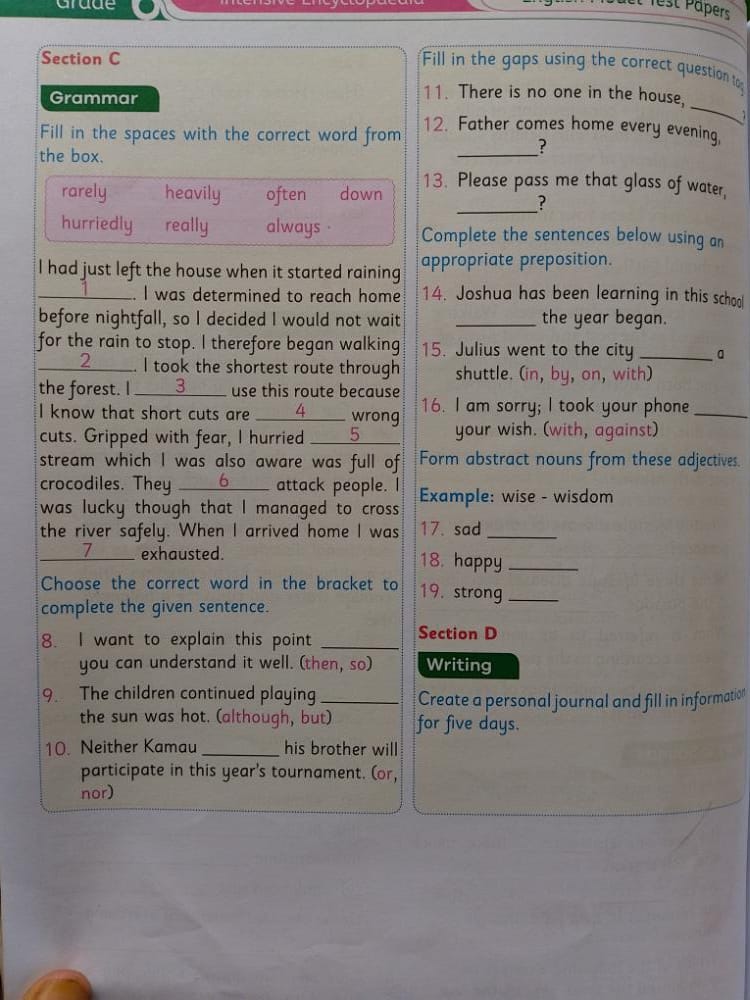 Grade 6
Intensive Encyclopaedia
English Model Test Papers
Section C
Grammar
Fill in the spaces with the correct word from
the box.
rarely heavily often down
hurriedly really always
I had just left the house when it started raining
____1____. I was determined to reach home
before nightfall, so I decided I would not wait
for the rain to stop. I therefore began walking
____2____. I took the shortest route through
the forest. I ____3____ use this route because
I know that short cuts are ____4____ wrong
cuts. Gripped with fear, I hurried ____5____
stream which I was also aware was full of
crocodiles. They ____6____ attack people. I
was lucky though that I managed to cross
the river safely. When I arrived home I was
____7____ exhausted.
Choose the correct word in the bracket to
complete the given sentence.
8. I want to explain this point ________
you can understand it well. (then, so)
9. The children continued playing ________
the sun was hot. (although, but)
10. Neither Kamau ________ his brother will
participate in this year's tournament. (or,
nor)
Fill in the gaps using the correct question tag
11. There is no one in the house, ______?
12. Father comes home every evening,
________?
13. Please pass me that glass of water,
________?
Complete the sentences below using an
appropriate preposition.
14. Joshua has been learning in this school
________ the year began.
15. Julius went to the city ________ a
shuttle. (in, by, on, with)
16. I am sorry; I took your phone ______
your wish. (with, against)
Form abstract nouns from these adjectives.
Example: wise - wisdom
17. sad ________
18. happy ________
19. strong ______
Section D
Writing
Create a personal journal and fill in information
for five days.